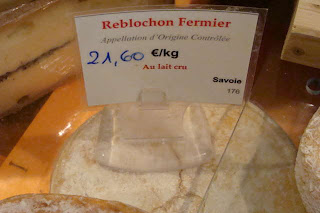 Reblochon Fermier
Appellation d'Origine Contrôlée
21,60 €/kg
Au lait cru
Savoie
176